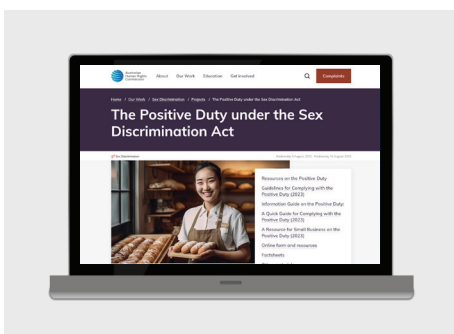 Australian
Human Rights
Commission
About Our Work Education Get involved
Complaints
Home / Our Work / Sex Discrimination / Projects / The Positive Duty under the Sex Discrimination Act
The Positive Duty under the Sex
Discrimination Act
Sex Discrimination
Resources on the Positive Duty
Guidelines for Complying with the
Positive Duty (2023)
Information Guide on the Positive Duty
A Quick Guide for Complying with the
Positive Duty (2023)
A Resource for Small Business on the
Positive Duty (2023)
Online form and resources
Factsheets